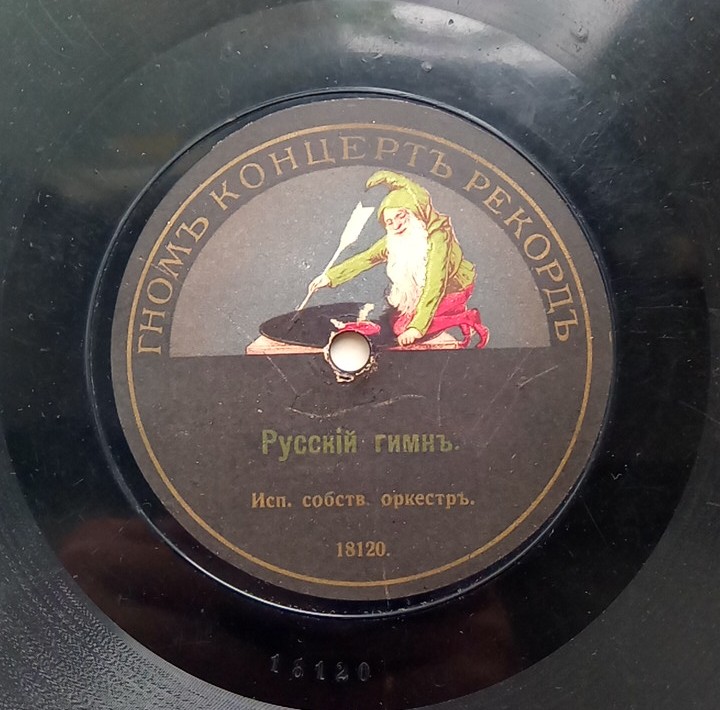 ГНОМЪ КОНЦЕРТЪ РЕКОРДЪ
Русскій гимнъ.
Исп. собств. оркестръ.
18120.
18120